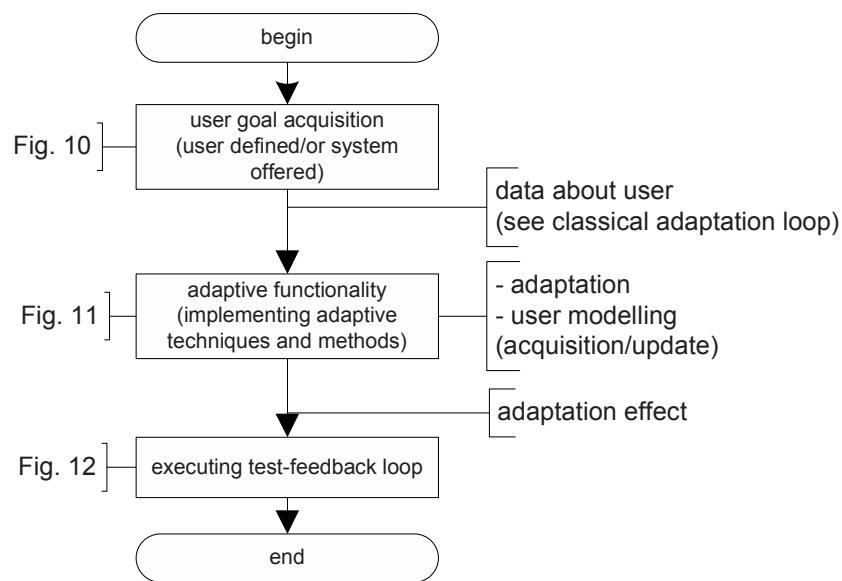 begin
Fig. 10
user goal acquisition
(user defined/or system
offered)
data about user
(see classical adaptation loop)
Fig. 11
adaptive functionality
(implementing adaptive
techniques and methods)
- adaptation
- user modelling
(acquisition/update)
adaptation effect
Fig. 12
executing test-feedback loop
end